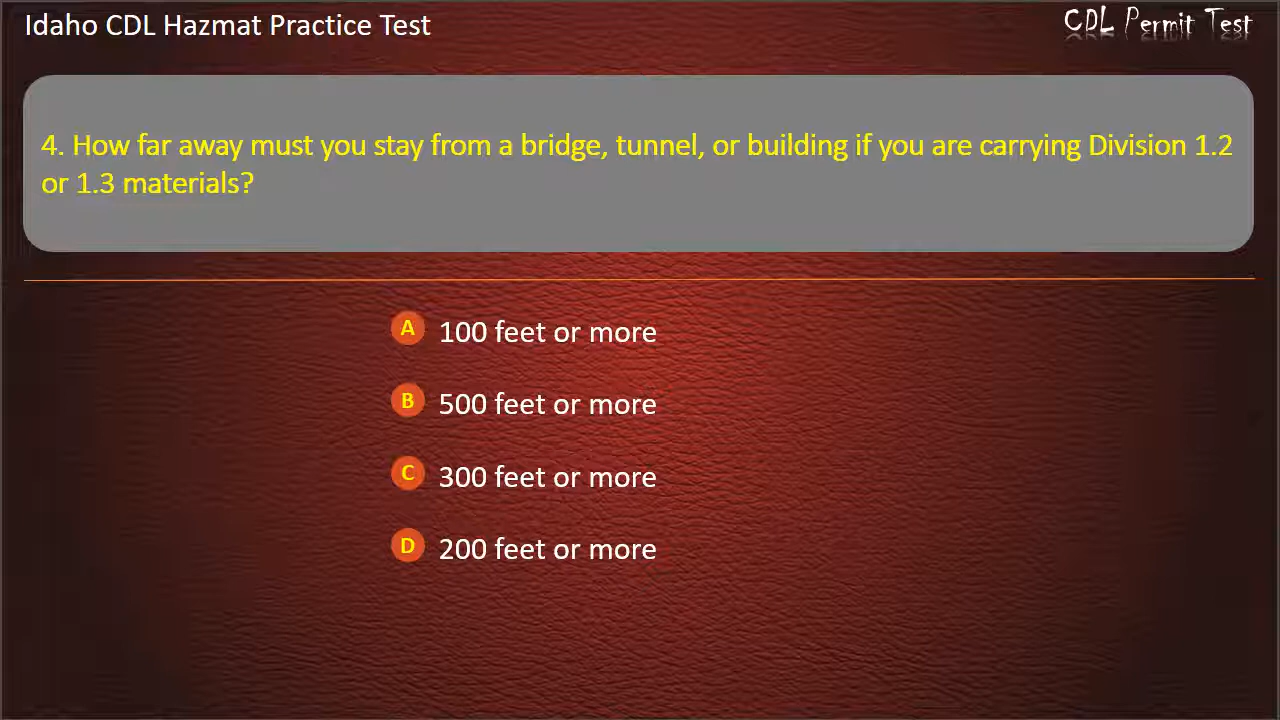 Idaho CDL Hazmat Practice Test
CDL Permit Test
4. How far away must you stay from a bridge, tunnel, or building if you are carrying Division 1.2
or 1.3 materials?
A 100 feet or more
B 500 feet or more
C 300 feet or more
D 200 feet or more